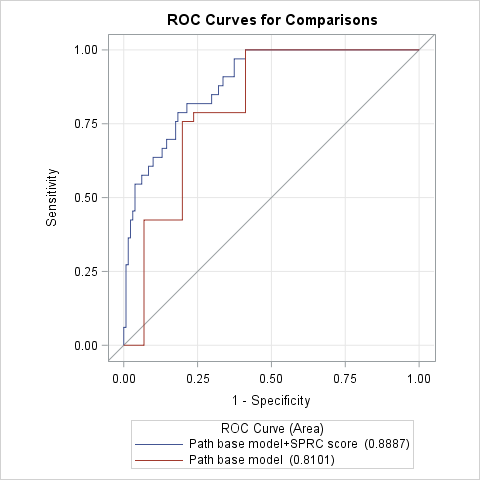 ROC Curves for Comparisons
1.00
0.75
0.50
0.25
0.00
Sensitivity
0.00 0.25 0.50 0.75 1.00
1 - Specificity
ROC Curve (Area)
Path base model+SPRC score (0.8887)
Path base model (0.8101)